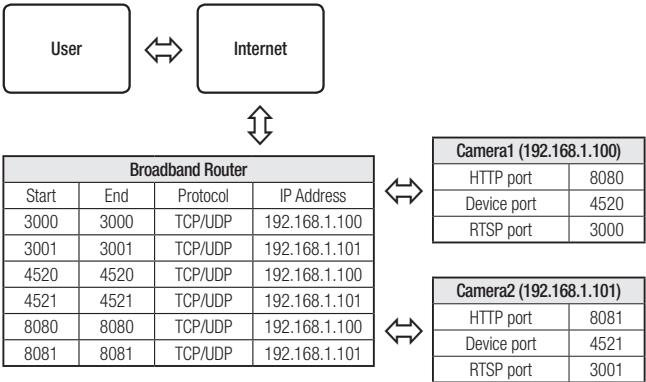 User
Internet
Broadband Router
Start End Protocol IP Address
3000 3000 TCP/UDP 192.168.1.100
3001 3001 TCP/UDP 192.168.1.101
4520 4520 TCP/UDP 192.168.1.100
4521 4521 TCP/UDP 192.168.1.101
8080 8080 TCP/UDP 192.168.1.100
8081 8081 TCP/UDP 192.168.1.101
Camera1 (192.168.1.100)
HTTP port 8080
Device port 4520
RTSP port 3000
Camera2 (192.168.1.101)
HTTP port 8081
Device port 4521
RTSP port 3001